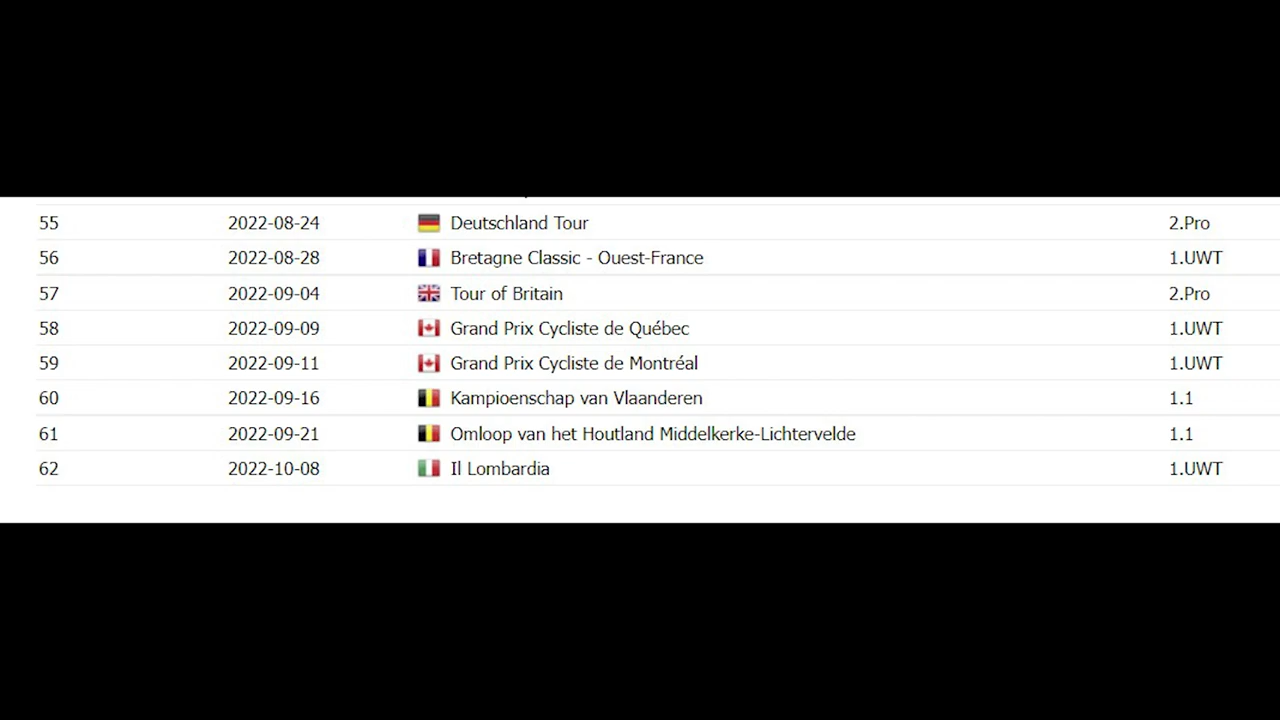 55 2022-08-24 Deutschland Tour 2.Pro
56 2022-08-28 Bretagne Classic - Ouest-France 1.UWT
57 2022-09-04 Tour of Britain 2.Pro
58 2022-09-09 Grand Prix Cycliste de Québec 1.UWT
59 2022-09-11 Grand Prix Cycliste de Montréal 1.UWT
60 2022-09-16 Kampioenschap van Vlaanderen 1.1
61 2022-09-21 Omloop van het Houtland Middelkerke-Lichtervelde 1.1
62 2022-10-08 Il Lombardia 1.UWT